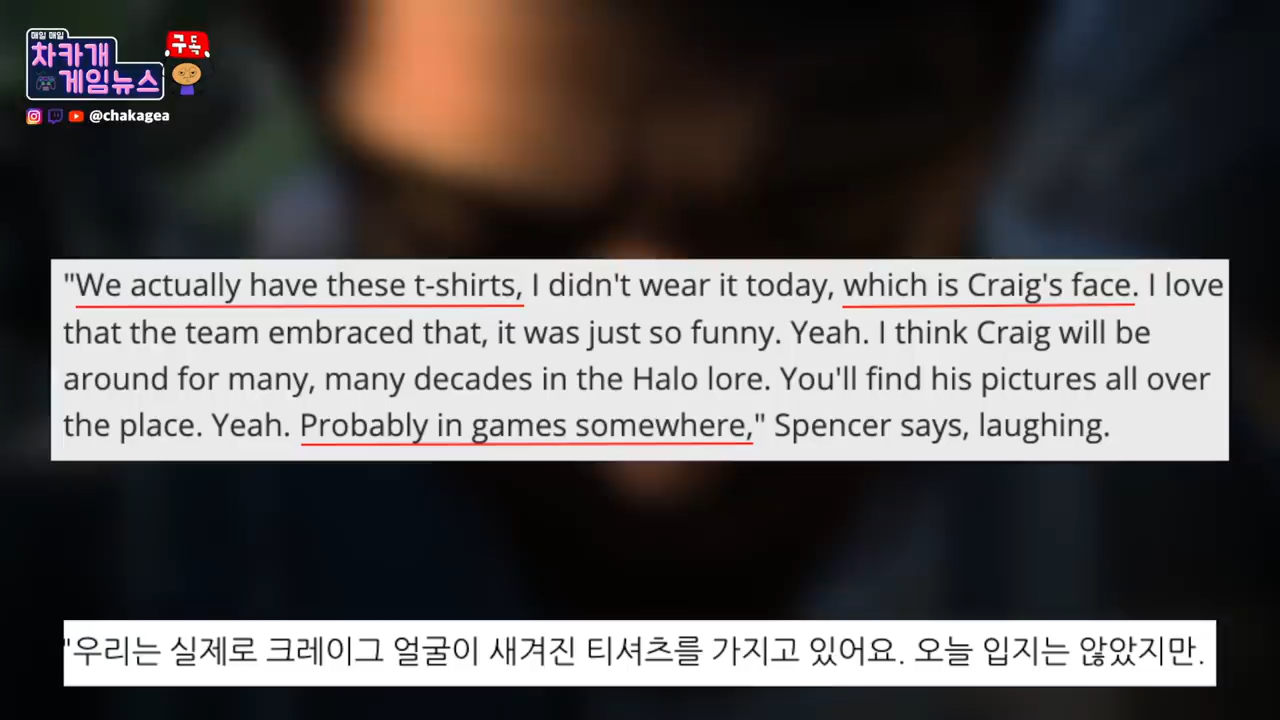 매일 매일
차카개
게임뉴스
구독
@chakagea
"We actually have these t-shirts, I didn't wear it today, which is Craig's face. I love
that the team embraced that, it was just so funny. Yeah. I think Craig will be
around for many, many decades in the Halo lore. You'll find his pictures all over
the place. Yeah. Probably in games somewhere," Spencer says, laughing.
"우리는 실제로 크레이그 얼굴이 새겨진 티셔츠를 가지고 있어요. 오늘 입지는 않았지만.